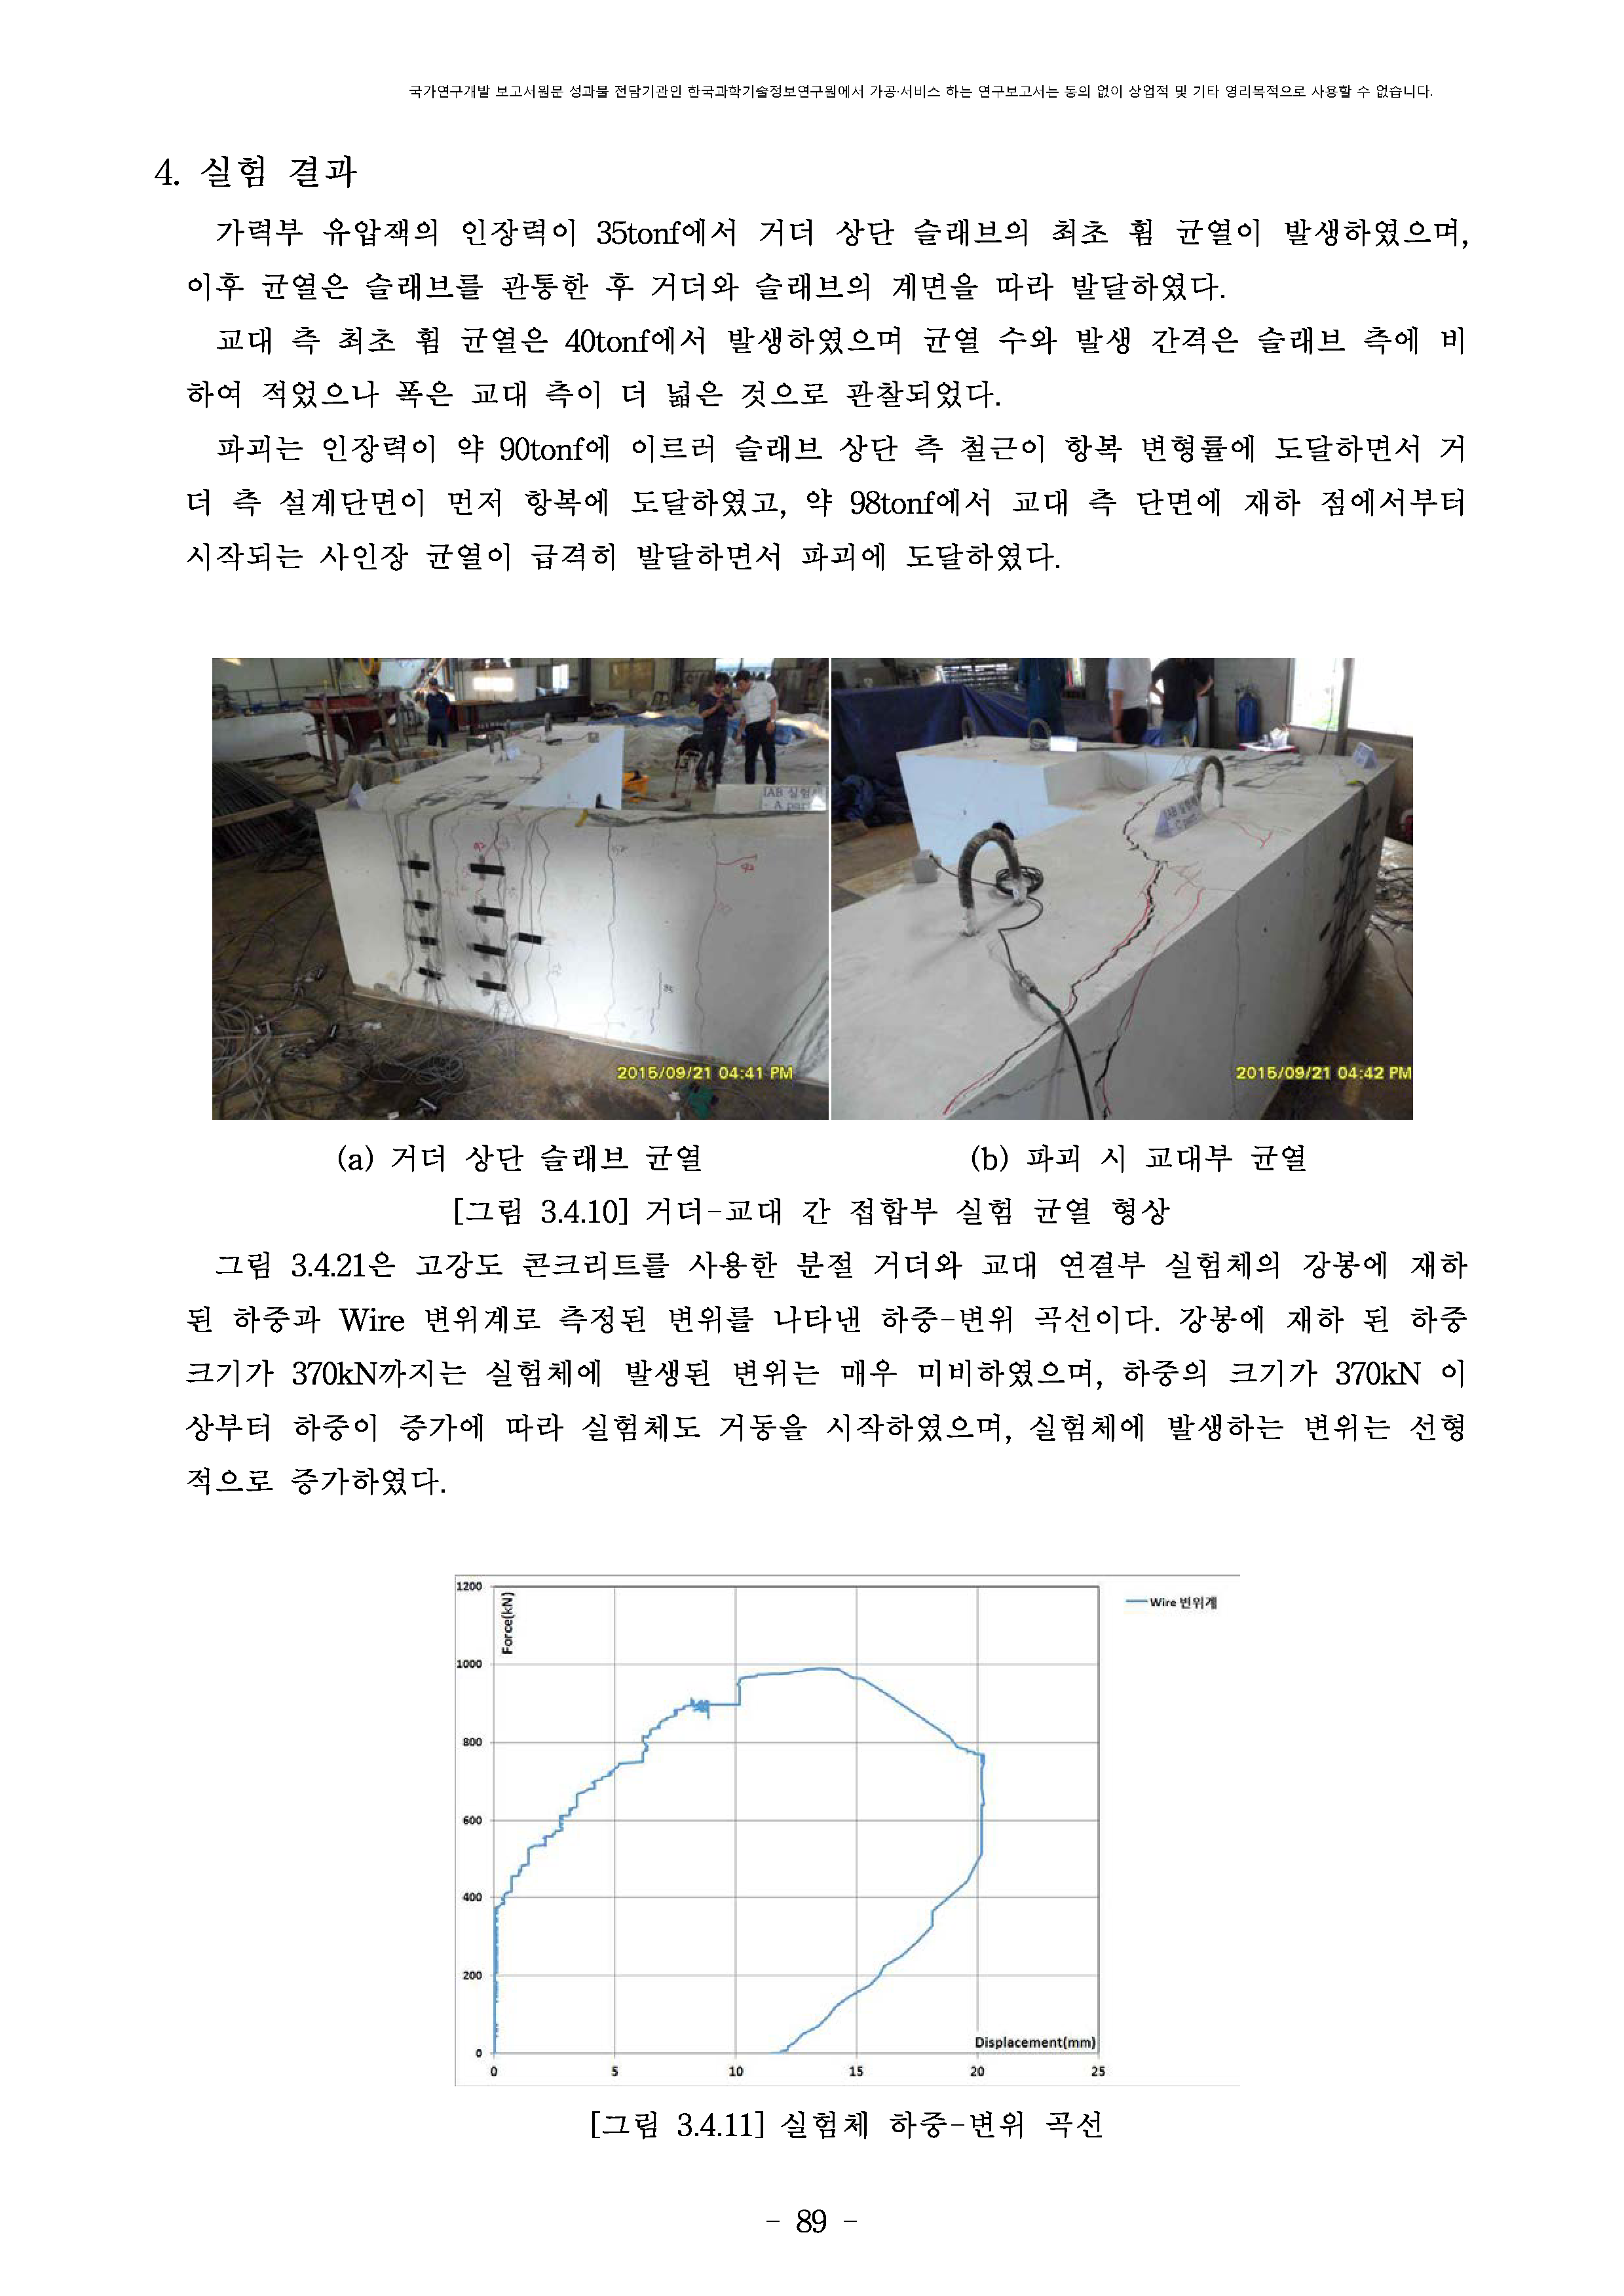 국가연구개발 보고서원문 성과물 전담기관인 한국과학기술정보연구원에서 가공·서비스 하는 연구보고서는 동의 없이 상업적 및 기타 영리목적으로 사용할 수 없습니다.
4. 실험 결과
가력부 유압잭의 인장력이 35tonf에서 거더 상단 슬래브의 최초 휨 균열이 발생하였으며,
이후 균열은 슬래브를 관통한 후 거더와 슬래브의 계면을 따라 발달하였다.
교대 측 최초 휨 균열은 40tonf에서 발생하였으며 균열 수와 발생 간격은 슬래브 측에 비
하여 적었으나 폭은 교대 측이 더 넓은 것으로 관찰되었다.
파괴는 인장력이 약 90tonf에 이르러 슬래브 상단 측 철근이 항복 변형률에 도달하면서 거
더 측 설계단면이 먼저 항복에 도달하였고, 약 98tonf에서 교대 측 단면에 재하 점에서부터
시작되는 사인장 균열이 급격히 발달하면서 파괴에 도달하였다.
IAB 실험체
- A part
92
92
85
2015/09/21 04:41 PM
IAB 실험체
- C part
2015/09/21 04:42 PM
(a) 거더 상단 슬래브 균열
(b) 파괴 시 교대부 균열
[그림 3.4.10] 거더-교대 간 접합부 실험 균열 형상
그림 3.4.21은 고강도 콘크리트를 사용한 분절 거더와 교대 연결부 실험체의 강봉에 재하
된 하중과 Wire 변위계로 측정된 변위를 나타낸 하중-변위 곡선이다. 강봉에 재하 된 하중
크기가 370kN까지는 실험체에 발생된 변위는 매우 미비하였으며, 하중의 크기가 370kN 이
상부터 하중이 증가에 따라 실험체도 거동을 시작하였으며, 실험체에 발생하는 변위는 선형
적으로 증가하였다.
1200
1000
800
600
400
200
0
Force(kN)
Wire 변위계
Displacement(mm)
0 5 10 15 20 25
[그림 3.4.11] 실험체 하중-변위 곡선
- 89 -